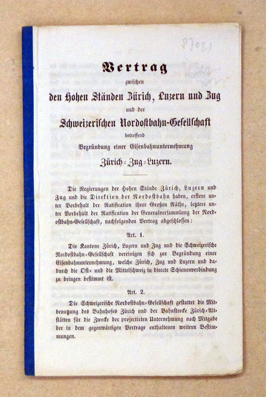 Vertrag
zwischen
den Hohen Ständen Zürich, Luzern und Zug
und der
Schweizerischen Nordostbahn-Gesellschaft
betreffend
Begründung einer Eisenbahnunternehmung
Zürich-Zug-Luzern.
Die Regierungen der Hohen Stände Zürich, Luzern und
Zug und die Direktion der Nordostbahn haben, erstere un-
ter Vorbehalt der Ratifikation ihrer Großen Räthe, letztere un-
ter Vorbehalt der Ratifikation der Generalversammlung der Nord-
ostbahn-Gesellschaft, nachfolgenden Vertrag abgeschlossen:
Art. 1.
Die Kantone Zürich, Luzern und Zug und die Schweizerische
Nordostbahn-Gesellschaft vereinigen sich zur Begründung einer
Eisenbahnunternehmung, welche Zürich, Zug und Luzern und da-
durch die Ost- und die Mittelschweiz in direkte Schienenverbindung
zu bringen bestimmt ist.
Art. 2.
Die Schweizerische Nordostbahn-Gesellschaft gestattet die Mit-
benutzung des Bahnhofes Zürich und der Bahnstrecke Zürich-Alt-
stätten für die Zwecke der projectirten Unternehmung nach Mitgabe
der in dem gegenwärtigen Vertrage enthaltenen weitern Bestim-
mungen.